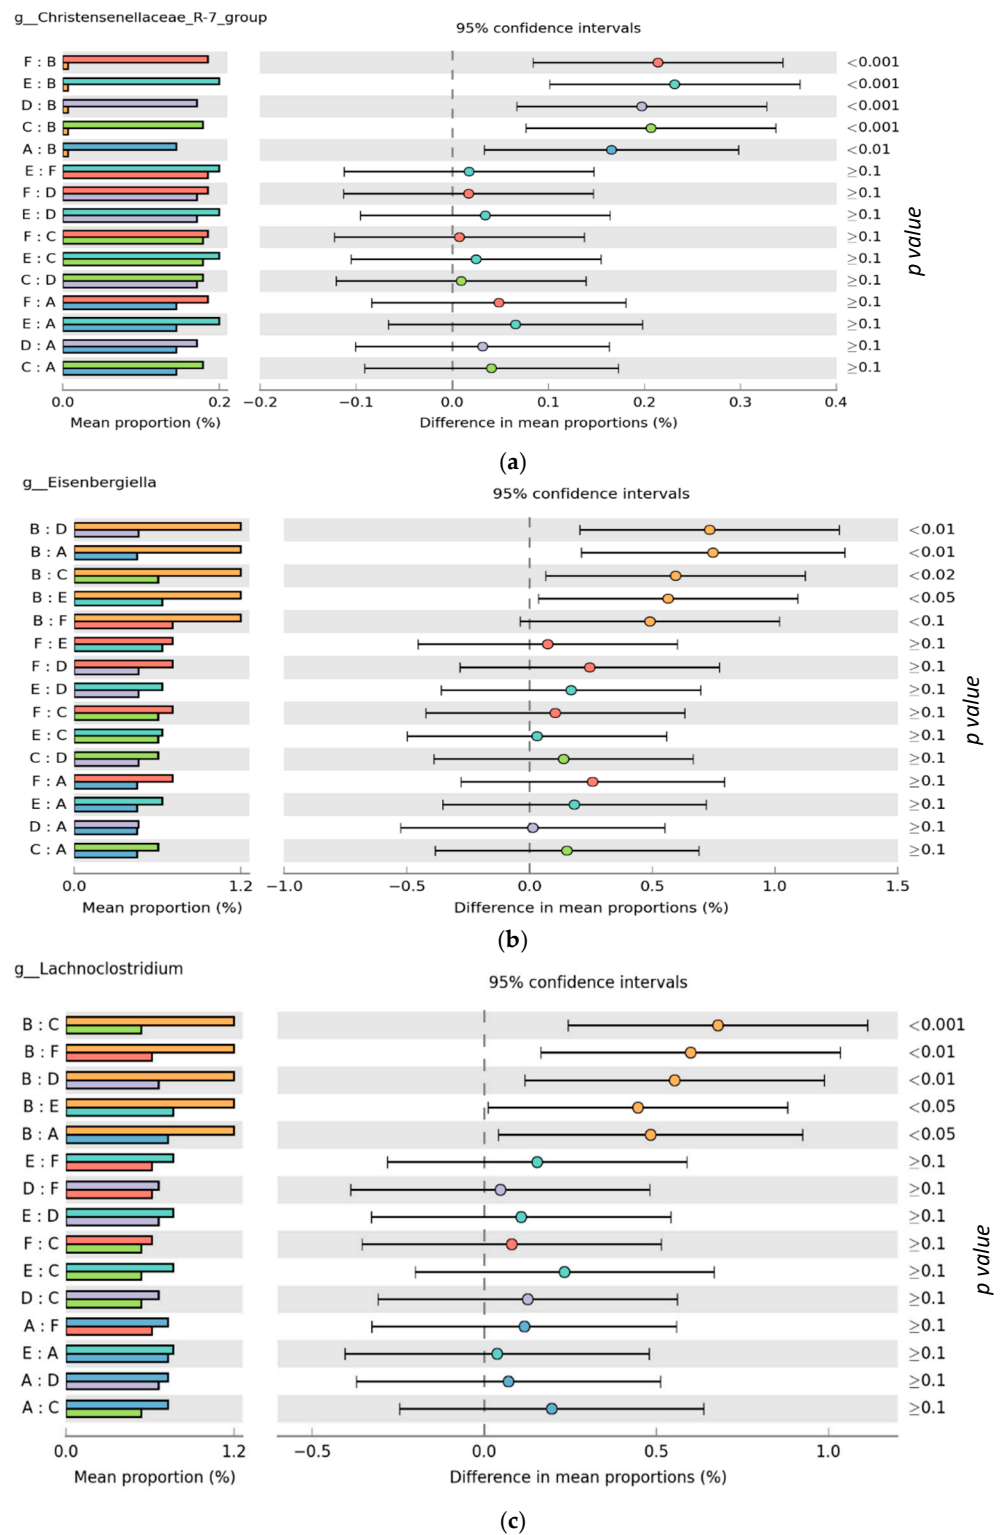 g__Christensenellaceae_R-7_group
95% confidence intervals
F : B <0.001
E : B <0.001
D : B <0.001
C : B <0.001
A : B <0.01
E : F ≥0.1
F : D ≥0.1
E : D ≥0.1
F : C ≥0.1
E : C ≥0.1
C : D ≥0.1
F : A ≥0.1
E : A ≥0.1
D : A ≥0.1
C : A ≥0.1
p value
0.0 0.2 −0.2 −0.1 0.0 0.1 0.2 0.3 0.4
Mean proportion (%) Difference in mean proportions (%)
(a)
g__Eisenbergiella
95% confidence intervals
B : D <0.01
B : A <0.01
B : C <0.02
B : E <0.05
B : F <0.1
F : E ≥0.1
F : D ≥0.1
E : D ≥0.1
F : C ≥0.1
E : C ≥0.1
C : D ≥0.1
F : A ≥0.1
E : A ≥0.1
D : A ≥0.1
C : A ≥0.1
p value
0.0 1.2 −1.0 −0.5 0.0 0.5 1.0 1.5
Mean proportion (%) Difference in mean proportions (%)
(b)
g__Lachnoclostridium
95% confidence intervals
B : C <0.001
B : F <0.01
B : D <0.01
B : E <0.05
B : A <0.05
E : F ≥0.1
D : F ≥0.1
E : D ≥0.1
F : C ≥0.1
E : C ≥0.1
D : C ≥0.1
A : F ≥0.1
E : A ≥0.1
A : D ≥0.1
A : C ≥0.1
p value
0.0 1.2 −0.5 0.0 0.5 1.0
Mean proportion (%) Difference in mean proportions (%)
(c)